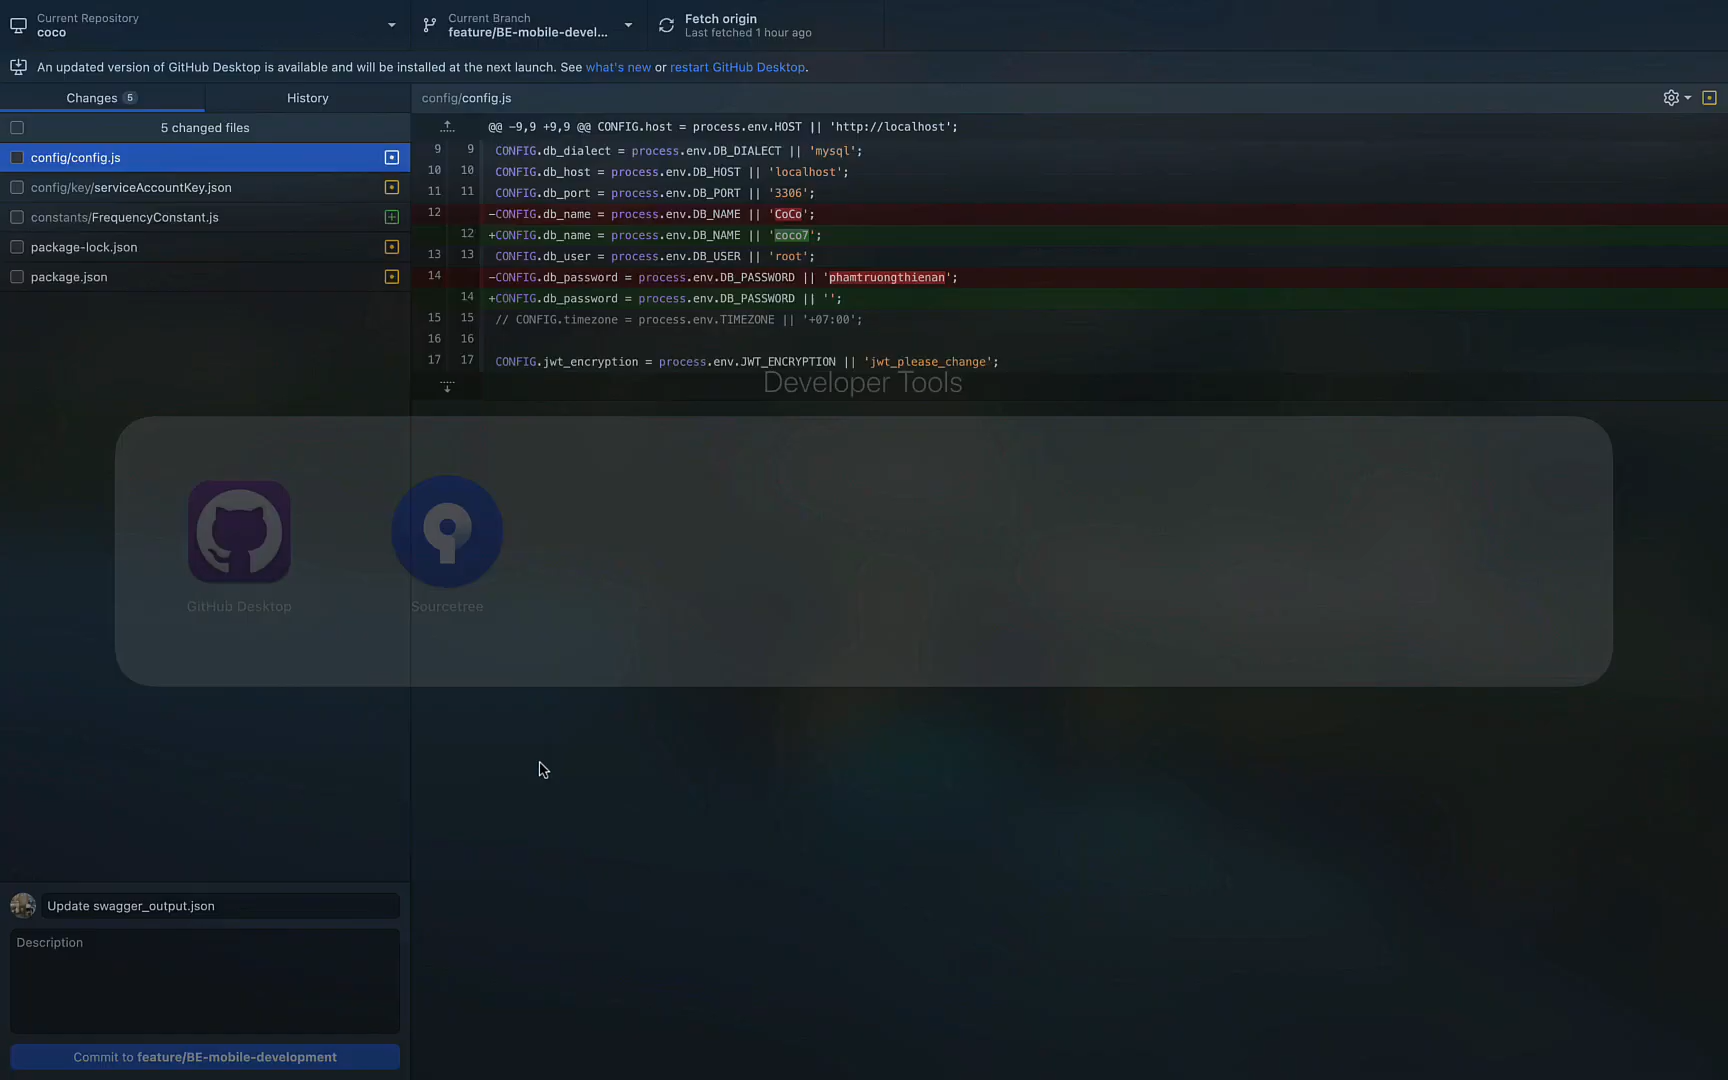 Current Repository
coco
Current Branch
feature/BE-mobile-devel...
Fetch origin
Last fetched 1 hour ago
An updated version of GitHub Desktop is available and will be installed at the next launch. See what's new or restart GitHub Desktop.
Changes 5
History
config/config.js
5 changed files
config/config.js
config/key/serviceAccountKey.json
constants/FrequencyConstant.js
package-lock.json
package.json
@@ -9,9 +9,9 @@ CONFIG.host = process.env.HOST || 'http://localhost';
9 9 CONFIG.db_dialect = process.env.DB_DIALECT || 'mysql';
10 10 CONFIG.db_host = process.env.DB_HOST || 'localhost';
11 11 CONFIG.db_port = process.env.DB_PORT || '3306';
12 -CONFIG.db_name = process.env.DB_NAME || 'CoCo';
12 +CONFIG.db_name = process.env.DB_NAME || 'coco7';
13 13 CONFIG.db_user = process.env.DB_USER || 'root';
14 -CONFIG.db_password = process.env.DB_PASSWORD || 'phamtruongthienan';
14 +CONFIG.db_password = process.env.DB_PASSWORD || '';
15 15 // CONFIG.timezone = process.env.TIMEZONE || '+07:00';
16 16
17 17 CONFIG.jwt_encryption = process.env.JWT_ENCRYPTION || 'jwt_please_change';
Developer Tools
GitHub Desktop
Sourcetree
Update swagger_output.json
Description
Commit to feature/BE-mobile-development